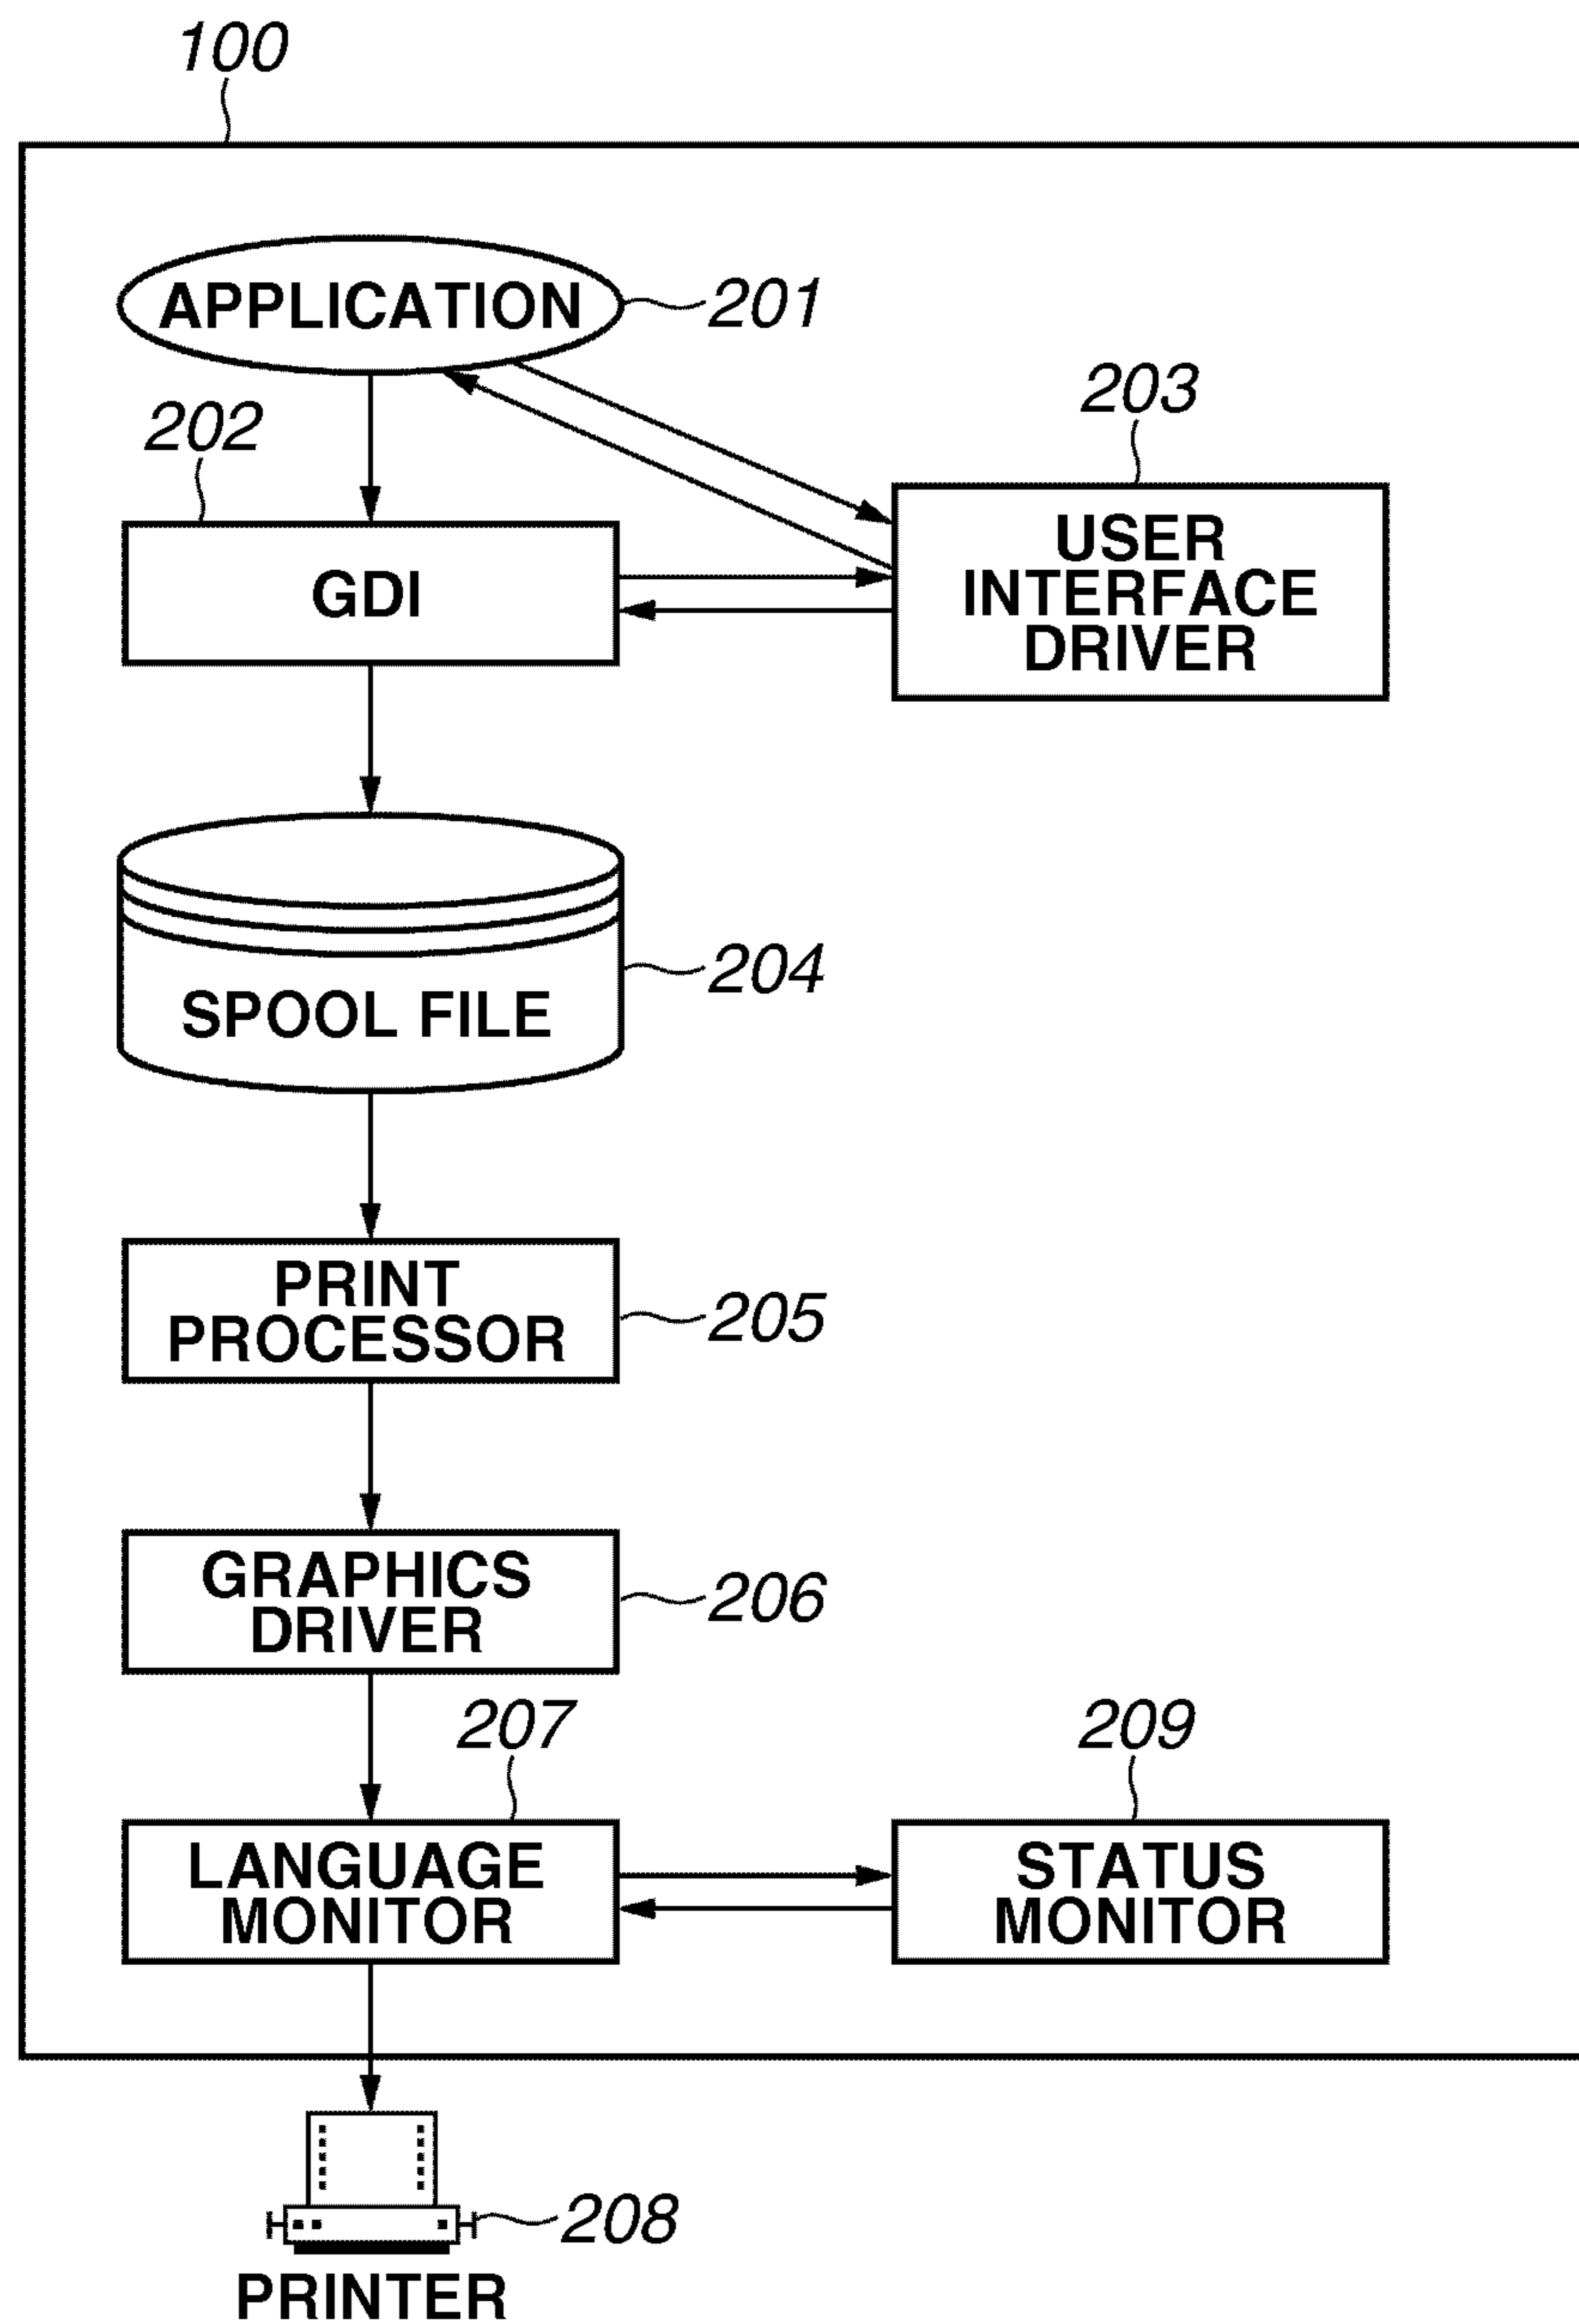 100
APPLICATION
201
203
202
GDI
USER
INTERFACE
DRIVER
SPOOL FILE
204
PRINT
PROCESSOR
205
GRAPHICS
DRIVER
206
207
209
LANGUAGE
MONITOR
STATUS
MONITOR
208
PRINTER